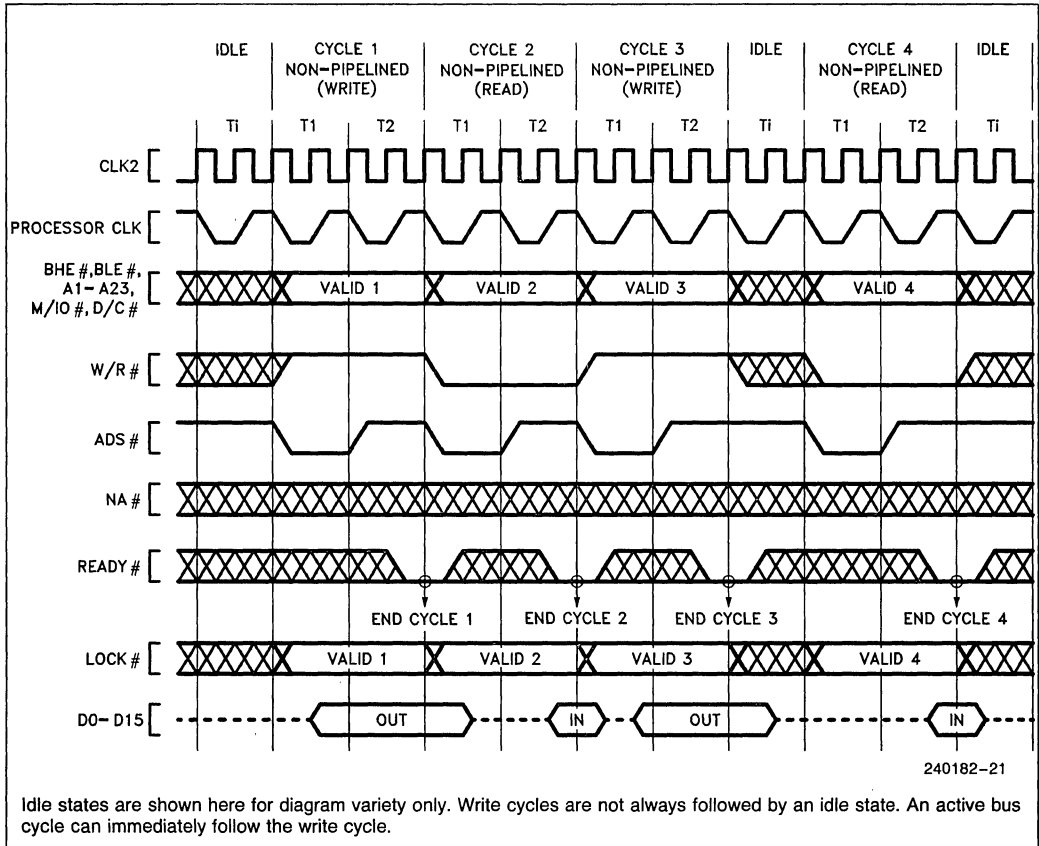 IDLE CYCLE 1 CYCLE 2 CYCLE 3 IDLE CYCLE 4 IDLE
NON-PIPELINED NON-PIPELINED NON-PIPELINED NON-PIPELINED
(WRITE) (READ) (WRITE) (READ)
Ti T1 T2 T1 T2 T1 T2 Ti T1 T2 Ti
CLK2
PROCESSOR CLK
BHE #,BLE #,
A1-A23,
M/IO #,D/C #
VALID 1 VALID 2 VALID 3 VALID 4
W/R #
ADS #
NA #
READY #
END CYCLE 1 END CYCLE 2 END CYCLE 3 END CYCLE 4
LOCK # VALID 1 VALID 2 VALID 3 VALID 4
D0-D15 OUT IN OUT IN
240182-21
Idle states are shown here for diagram variety only. Write cycles are not always followed by an idle state. An active bus
cycle can immediately follow the write cycle.